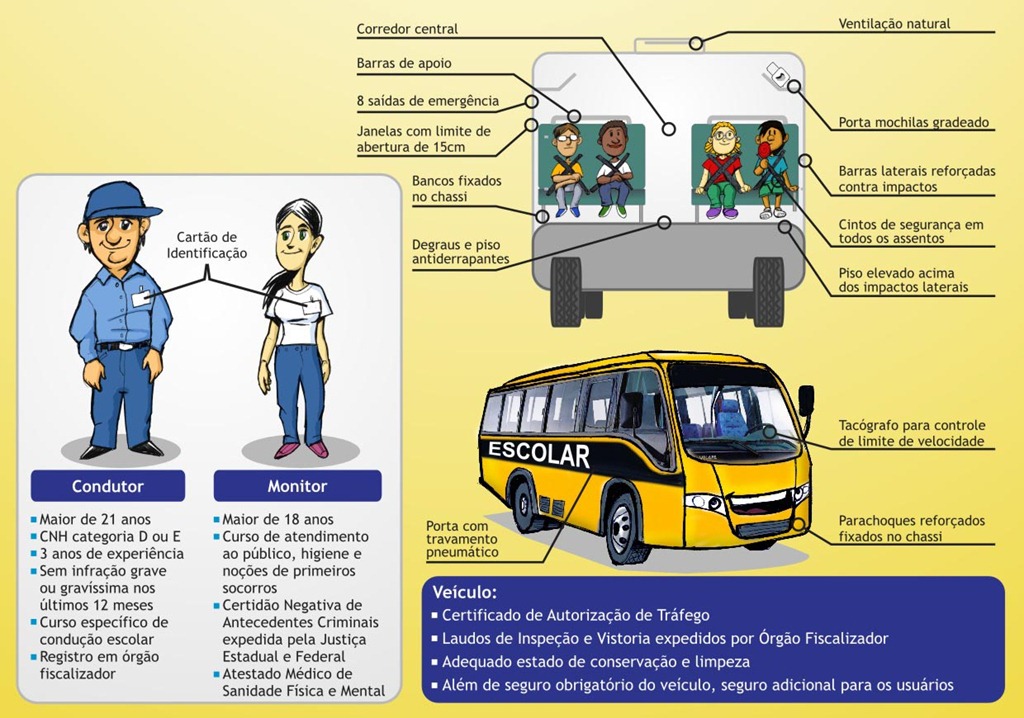 Corredor central
Barras de apoio
8 saídas de emergência
Janelas com limite de
abertura de 15cm
Bancos fixados
no chassi
Degraus e piso
antiderrapantes
Ventilação natural
Porta mochilas gradeado
Barras laterais reforçadas
contra impactos
Cintos de segurança em
todos os assentos
Piso elevado acima
dos impactos laterais
Cartão de
Identificação
Condutor
Maior de 21 anos
CNH categoria D ou E
3 anos de experiência
Sem infração grave
ou gravíssima nos
últimos 12 meses
Curso específico de
condução escolar
Registro em órgão
fiscalizador
Monitor
Maior de 18 anos
Curso de atendimento
ao público, higiene e
noções de primeiros
socorros
Certidão Negativa de
Antecedentes Criminais
expedida pela Justiça
Estadual e Federal
Atestado Médico de
Sanidade Física e Mental
ESCOLAR
Tacógrafo para controle
de limite de velocidade
Porta com
travamento
pneumático
Parachoques reforçados
fixados no chassi
Veículo:
Certificado de Autorização de Tráfego
Laudos de Inspeção e Vistoria expedidos por Órgão Fiscalizador
Adequado estado de conservação e limpeza
Além de seguro obrigatório do veículo, seguro adicional para os usuários